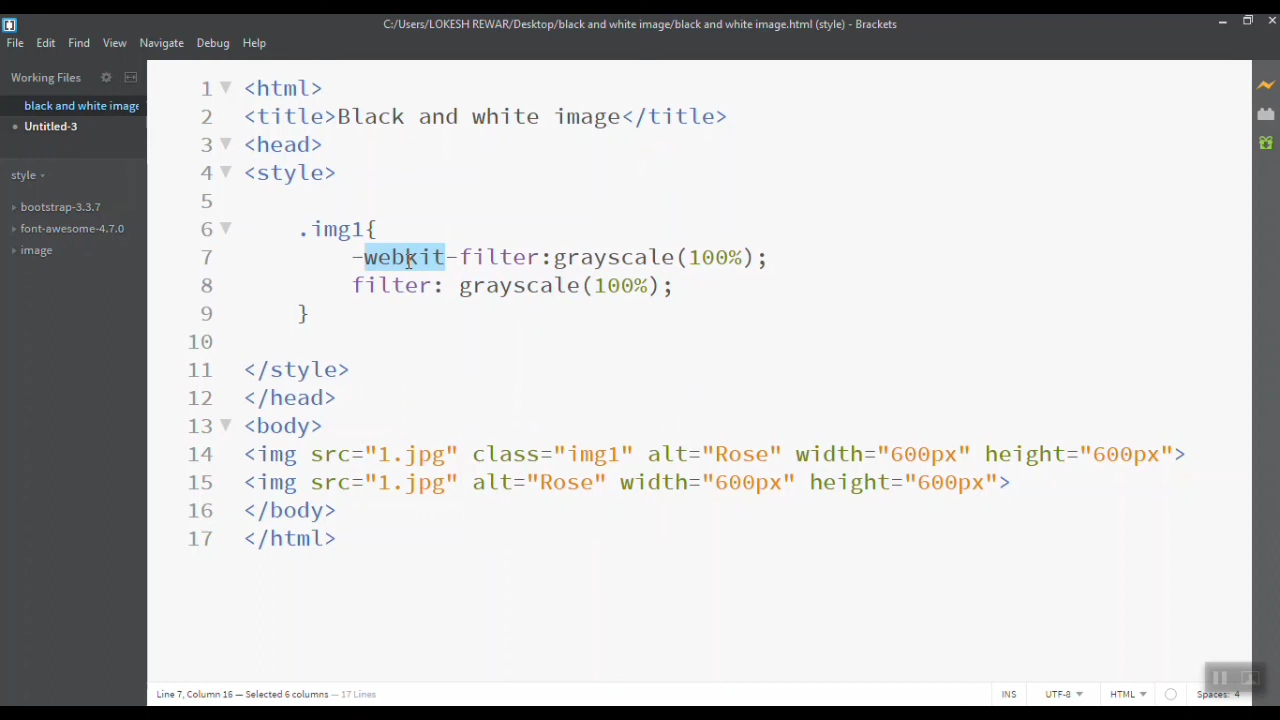 C:/Users/LOKESH REWAR/Desktop/black and white image/black and white image.html (style) - Brackets
File Edit Find View Navigate Debug Help
Working Files
black and white image
Untitled-3
style
bootstrap-3.3.7
font-awesome-4.7.0
image
1 <html>
2 <title>Black and white image</title>
3 <head>
4 <style>
5
6 .img1{
7 -webkit-filter:grayscale(100%);
8 filter: grayscale(100%);
9 }
10
11 </style>
12 </head>
13 <body>
14 <img src="1.jpg" class="img1" alt="Rose" width="600px" height="600px">
15 <img src="1.jpg" alt="Rose" width="600px" height="600px">
16 </body>
17 </html>
Line 7, Column 16 — Selected 6 columns — 17 Lines INS UTF-8 HTML Spaces: 4